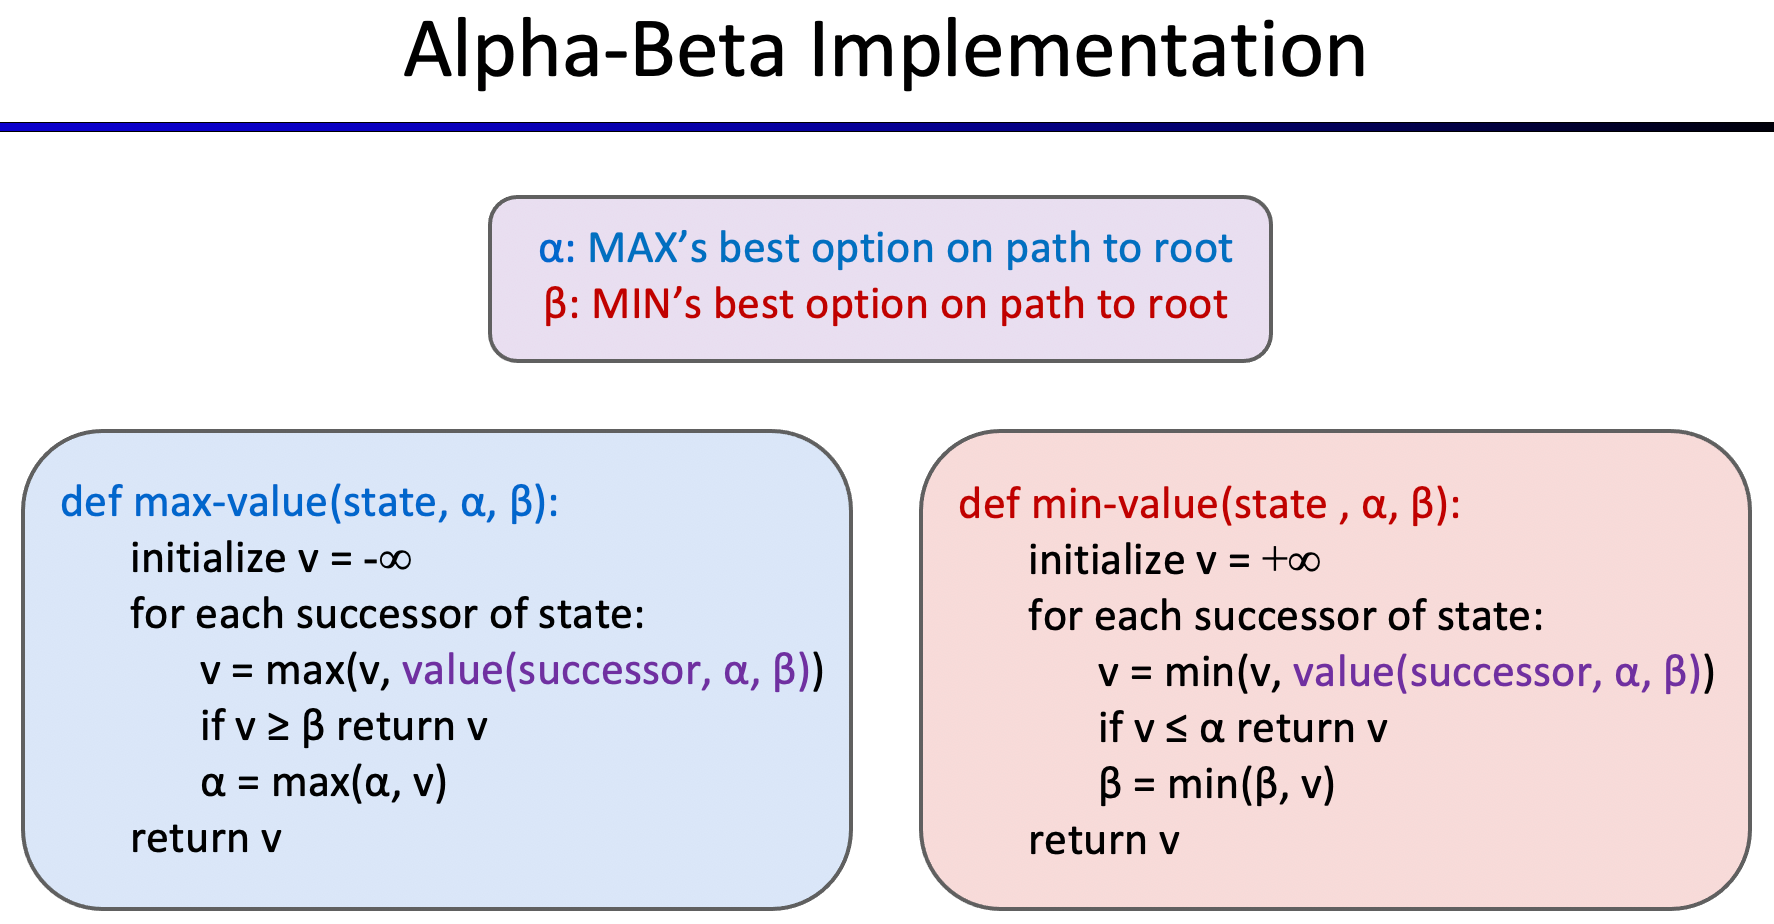 Alpha-Beta Implementation
α: MAX’s best option on path to root
β: MIN’s best option on path to root
def max-value(state, α, β):
initialize v = -∞
for each successor of state:
v = max(v, value(successor, α, β))
if v ≥ β return v
α = max(α, v)
return v
def min-value(state , α, β):
initialize v = +∞
for each successor of state:
v = min(v, value(successor, α, β))
if v ≤ α return v
β = min(β, v)
return v